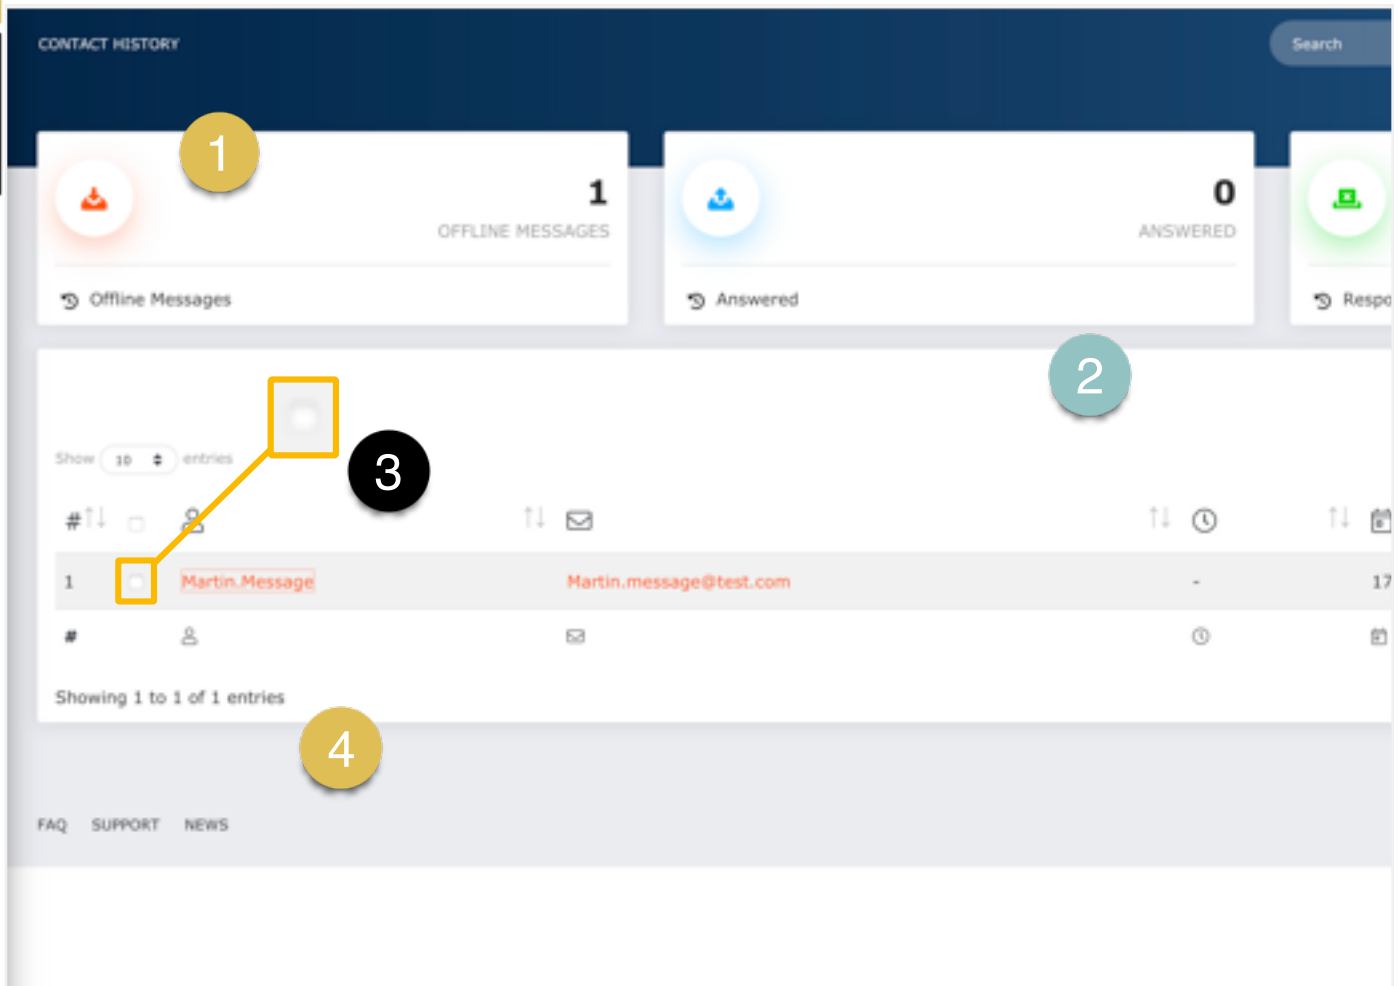 CONTACT HISTORY
Search
1
1
OFFLINE MESSAGES
Offline Messages
0
ANSWERED
Answered
Respo
2
Show 10 entries
3
#
1 Martin.Message Martin.message@test.com - 17
#
Showing 1 to 1 of 1 entries
4
FAQ SUPPORT NEWS